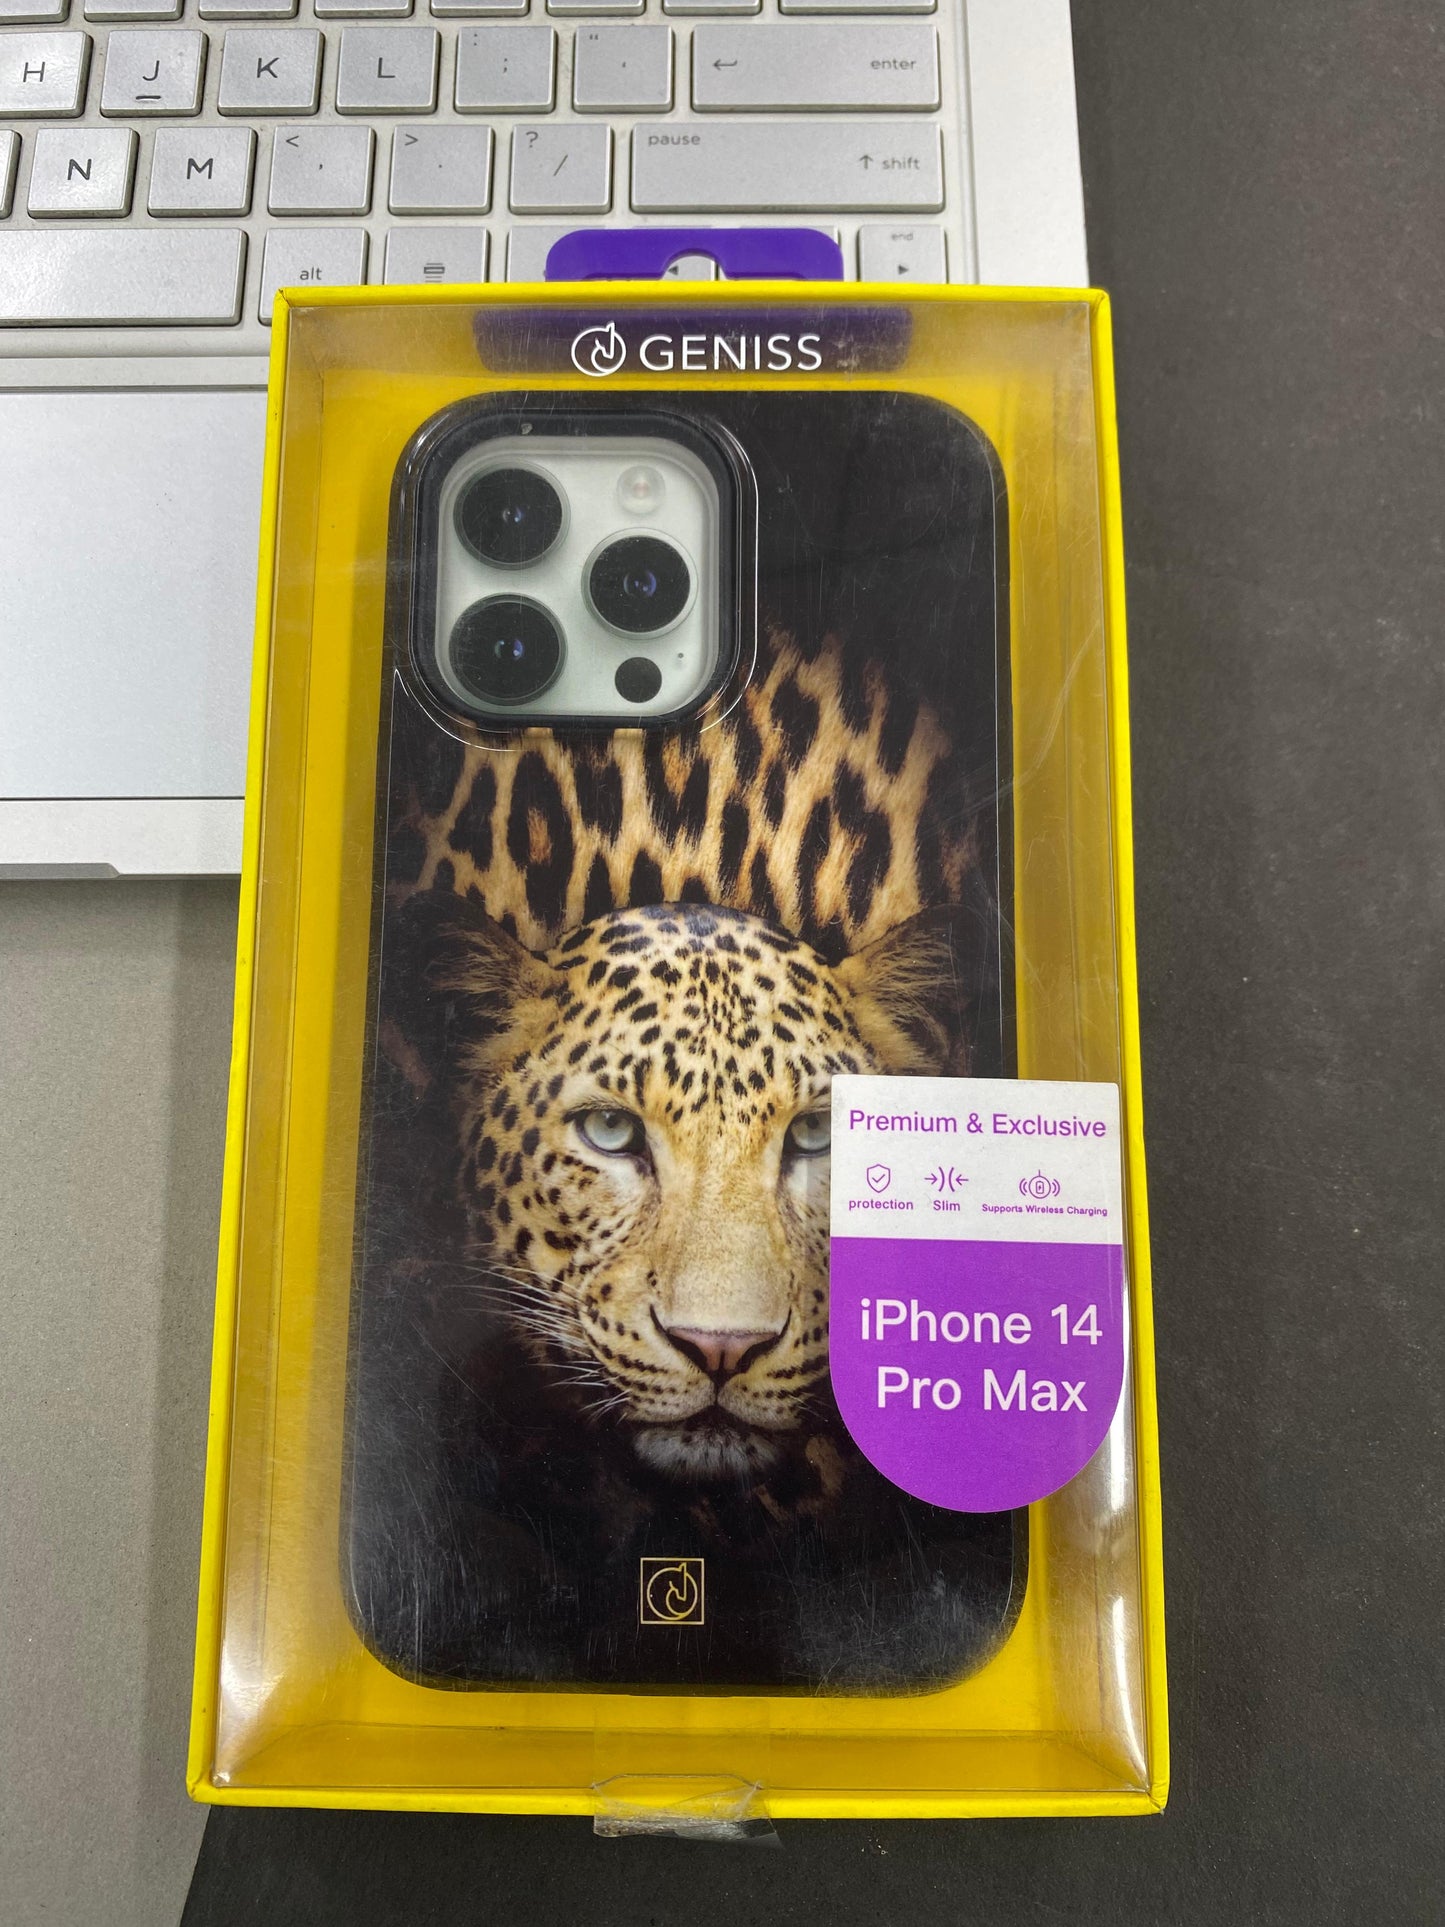 H J K L : ; " ' enter
N M < , > . ? / pause shift
alt end
GENISS
Premium & Exclusive
protection Slim Supports Wireless Charging
iPhone 14
Pro Max